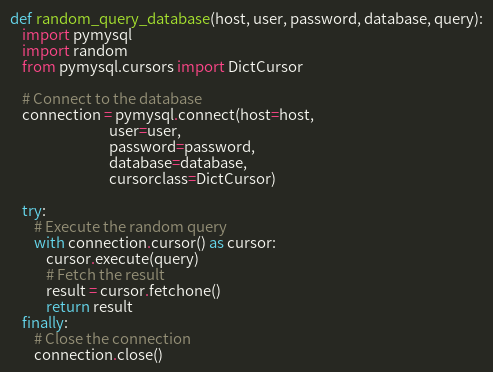 def random_query_database(host, user, password, database, query):
    import pymysql
    import random
    from pymysql.cursors import DictCursor

    # Connect to the database
    connection = pymysql.connect(host=host,
                                 user=user,
                                 password=password,
                                 database=database,
                                 cursorclass=DictCursor)

    try:
        # Execute the random query
        with connection.cursor() as cursor:
            cursor.execute(query)
            # Fetch the result
            result = cursor.fetchone()
            return result
    finally:
        # Close the connection
        connection.close()